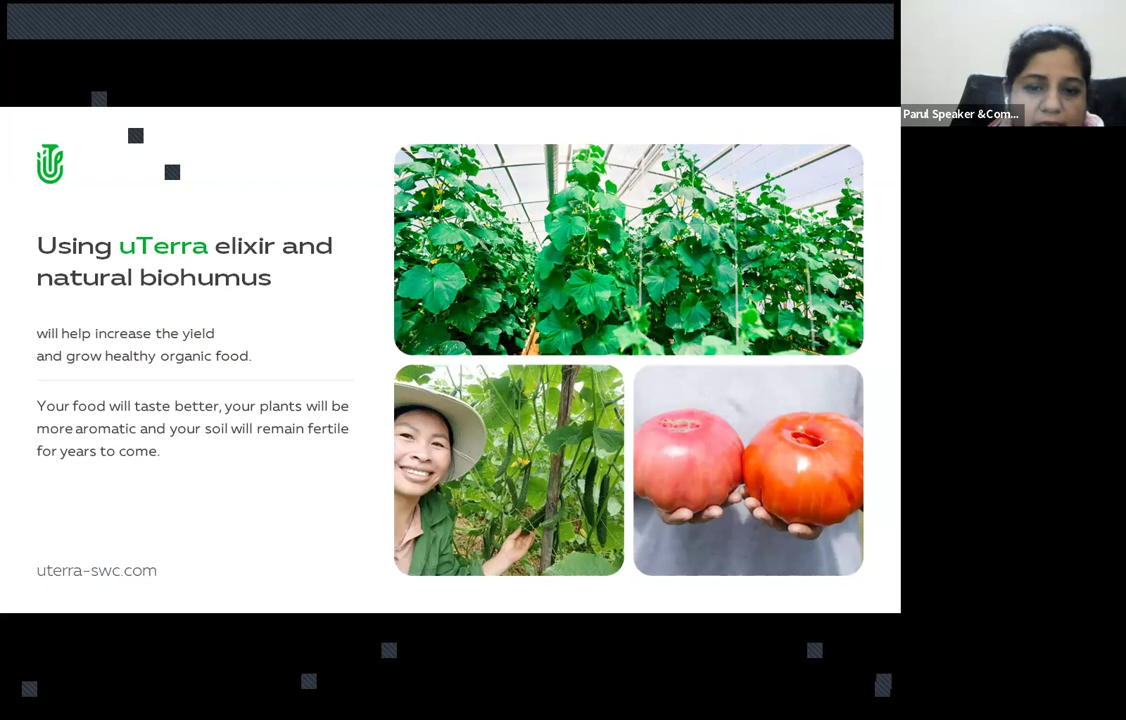 Parul Speaker &Com...
Using uTerra elixir and
natural biohumus
will help increase the yield
and grow healthy organic food.
Your food will taste better, your plants will be
more aromatic and your soil will remain fertile
for years to come.
uterra-swc.com